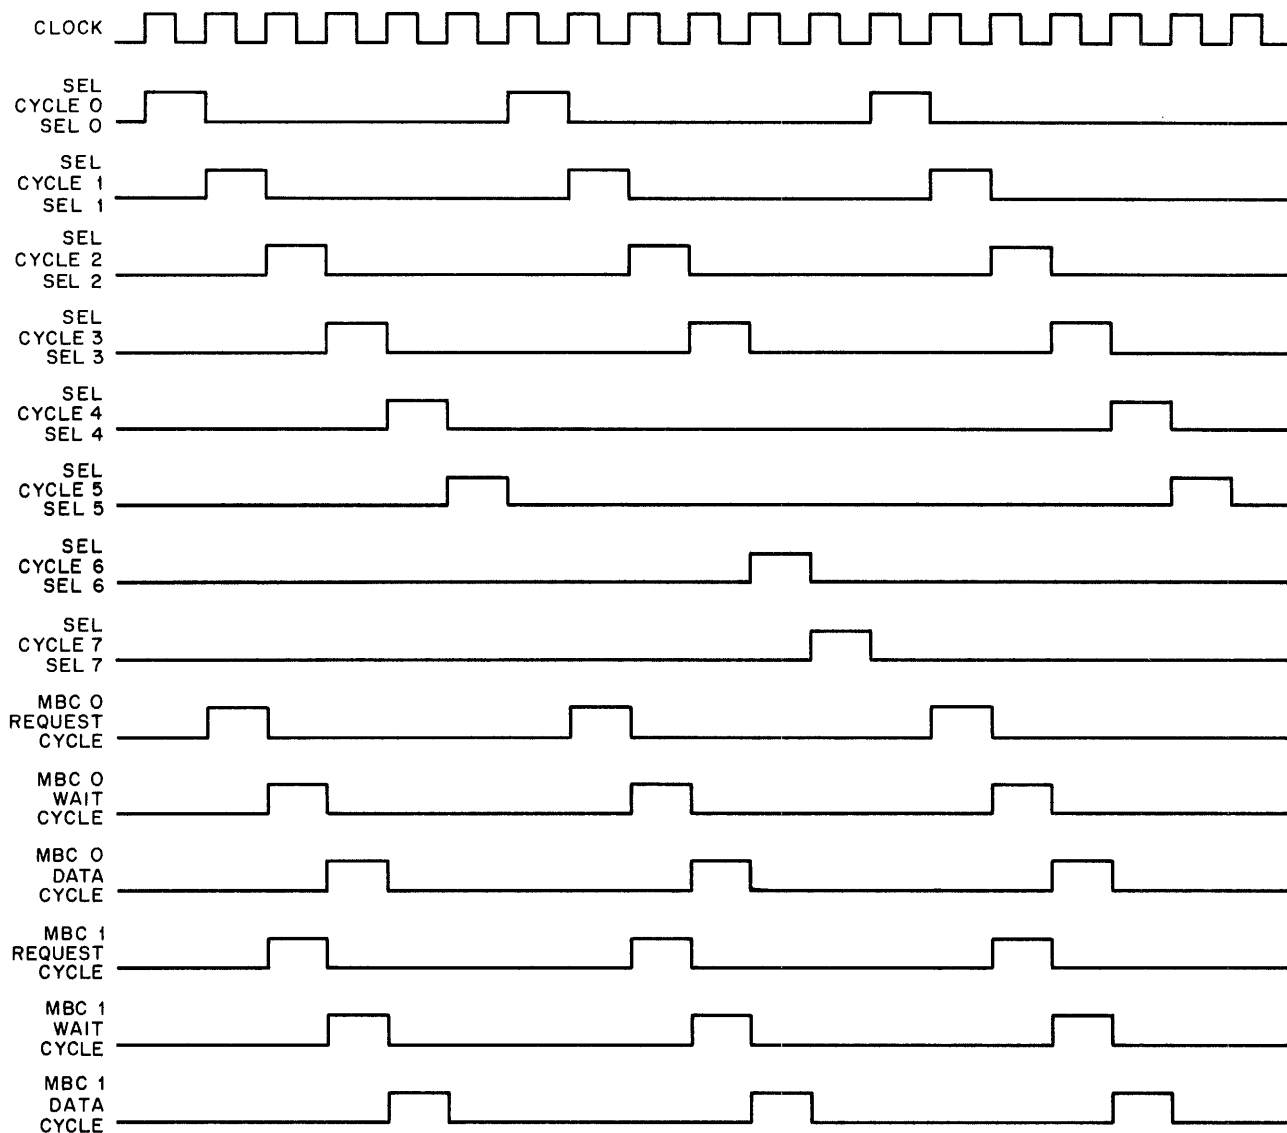 CLOCK
SEL
CYCLE 0
SEL 0
SEL
CYCLE 1
SEL 1
SEL
CYCLE 2
SEL 2
SEL
CYCLE 3
SEL 3
SEL
CYCLE 4
SEL 4
SEL
CYCLE 5
SEL 5
SEL
CYCLE 6
SEL 6
SEL
CYCLE 7
SEL 7
MBC 0
REQUEST
CYCLE
MBC 0
WAIT
CYCLE
MBC 0
DATA
CYCLE
MBC 1
REQUEST
CYCLE
MBC 1
WAIT
CYCLE
MBC 1
DATA
CYCLE